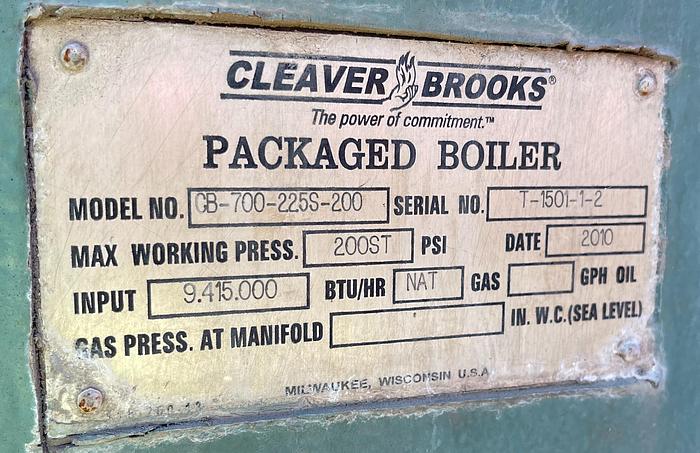 CLEAVER BROOKS®
The power of commitment.™
PACKAGED BOILER
MODEL NO. CB-700-225S-200 SERIAL NO. T-1501-1-2
MAX WORKING PRESS. 200ST PSI DATE 2010
INPUT 9.415.000 BTU/HR NAT GAS GPH OIL
GAS PRESS. AT MANIFOLD IN. W.C. (SEA LEVEL)
MILWAUKEE, WISCONSIN U.S.A.